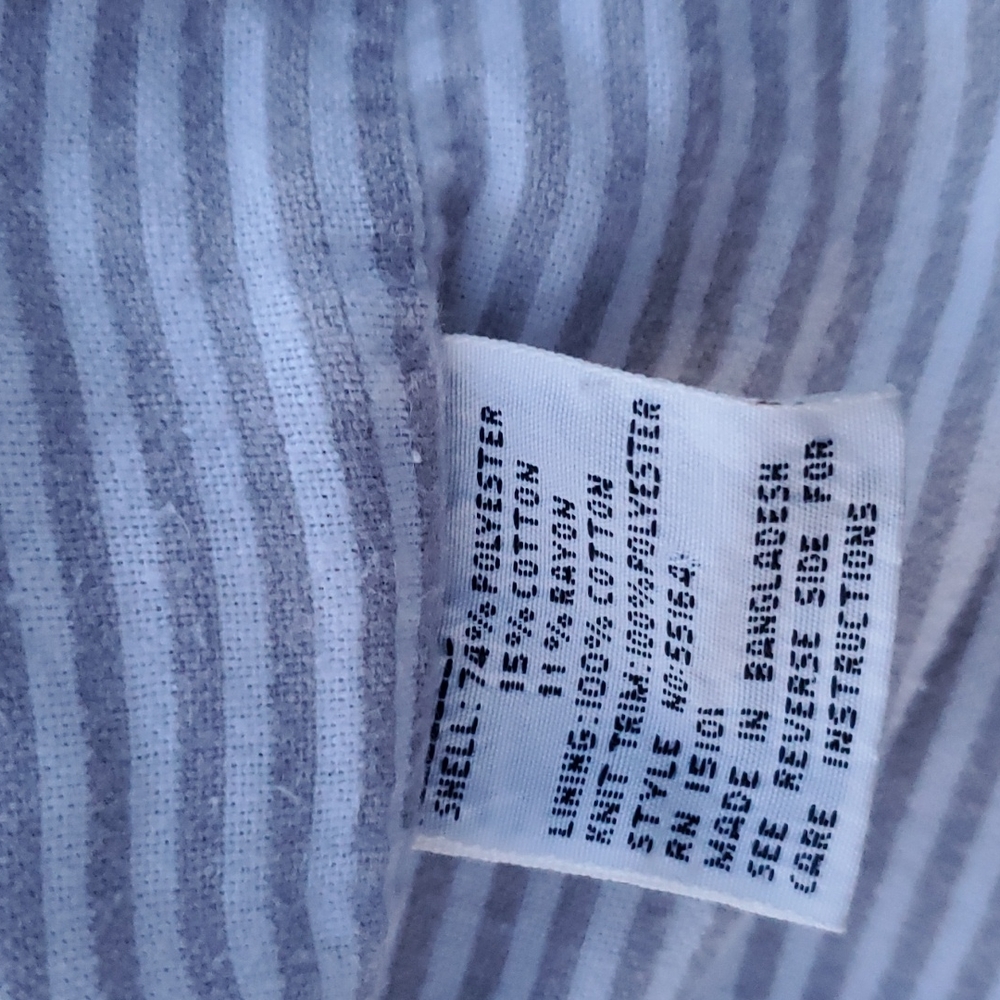 SHELL: 74% POLYESTER
15% COTTON
11% RAYON
LINING: 100% COTTON
KNIT TRIM: 100% POLYESTER
STYLE NO:SS164
RN 15101
MADE IN BANGLADESH
SEE REVERSE SIDE FOR
CARE INSTRUCTIONS